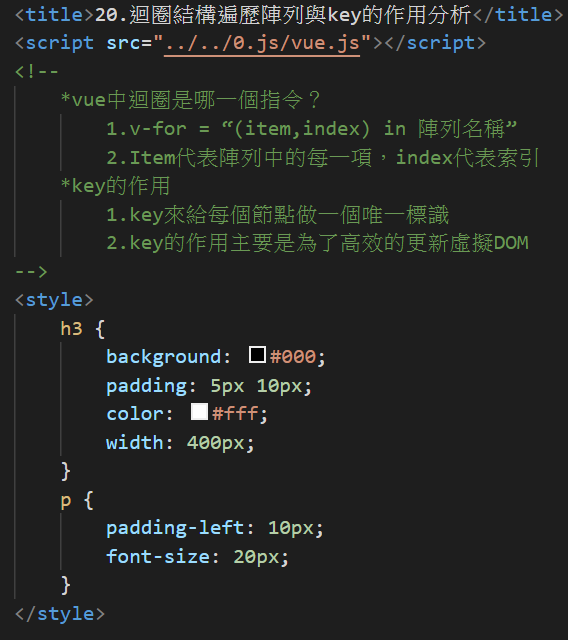 <title>20.迴圈結構遍歷陣列與key的作用分析</title>
<script src="../../0.js/vue.js"></script>
<!--
*vue中迴圈是哪一個指令？
1.v-for = “(item,index) in 陣列名稱”
2.Item代表陣列中的每一項，index代表索引
*key的作用
1.key來給每個節點做一個唯一標識
2.key的作用主要是為了高效的更新虛擬DOM
-->
<style>
h3 {
background: #000;
padding: 5px 10px;
color: #fff;
width: 400px;
}
p {
padding-left: 10px;
font-size: 20px;
}
</style>